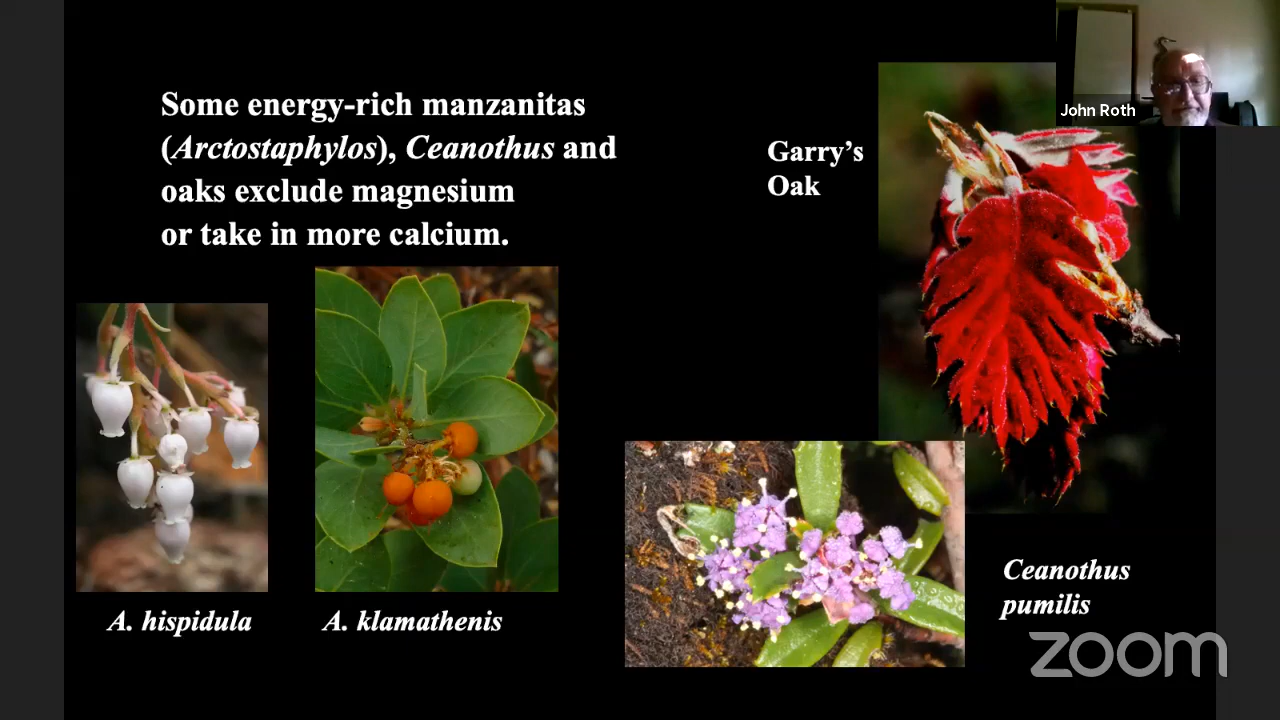 Some energy-rich manzanitas
(Arctostaphylos), Ceanothus and
oaks exclude magnesium
or take in more calcium.
Garry's
Oak
John Roth
A. hispidula
A. klamathenis
Ceanothus
pumilis
zoom